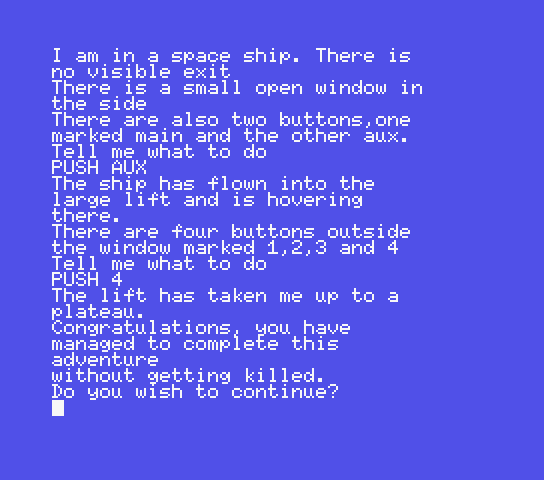 I am in a space ship. There is
no visible exit
There is a small open window in
the side
There are also two buttons,one
marked main and the other aux.
Tell me what to do
PUSH AUX
The ship has flown into the
large lift and is hovering
there.
There are four buttons outside
the window marked 1,2,3 and 4
Tell me what to do
PUSH 4
The lift has taken me up to a
plateau.
Congratulations, you have
managed to complete this
adventure
without getting killed.
Do you wish to continue?